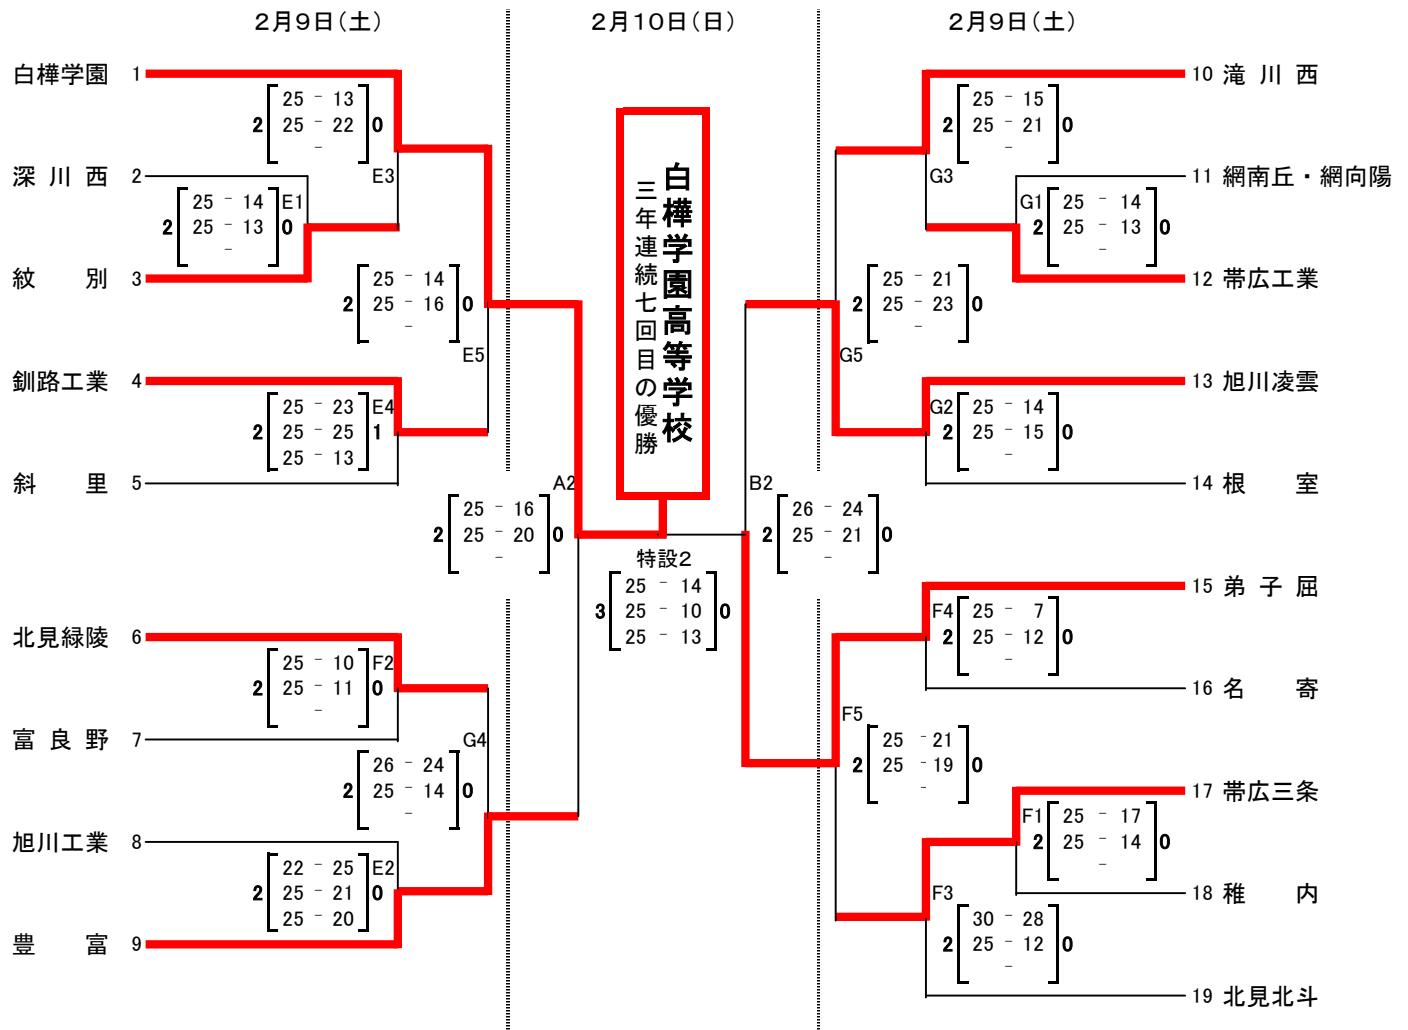 2月9日(土)
白樺学園 1
2 25 - 13 0
25 - 22
-
E3
深川西 2
E1
2 25 - 14 0
25 - 13
-
紋別 3
2 25 - 14 0
25 - 16
-
E5
釧路工業 4
E4
2 25 - 23 1
25 - 25
25 - 13
斜里 5
A2
2 25 - 16 0
25 - 20
-
北見緑陵 6
F2
2 25 - 10 0
25 - 11
-
富良野 7
G4
2 26 - 24 0
25 - 14
-
旭川工業 8
E2
2 22 - 25 0
25 - 21
25 - 20
豊富 9
2月10日(日)
白樺学園高等学校
三年連続七回目の優勝
特設2
3 25 - 14 0
25 - 10
25 - 13
2月9日(土)
10 滝川西
2 25 - 15 0
25 - 21
-
G3
11 網南丘・網向陽
G1
2 25 - 14 0
25 - 13
-
12 帯広工業
2 25 - 21 0
25 - 23
-
G5
13 旭川凌雲
G2
2 25 - 14 0
25 - 15
-
14 根室
B2
2 26 - 24 0
25 - 21
-
15 弟子屈
F4
2 25 - 7 0
25 - 12
-
16 名寄
F5
2 25 - 21 0
25 - 19
-
17 帯広三条
F1
2 25 - 17 0
25 - 14
-
18 稚内
F3
2 30 - 28 0
25 - 12
-
19 北見北斗